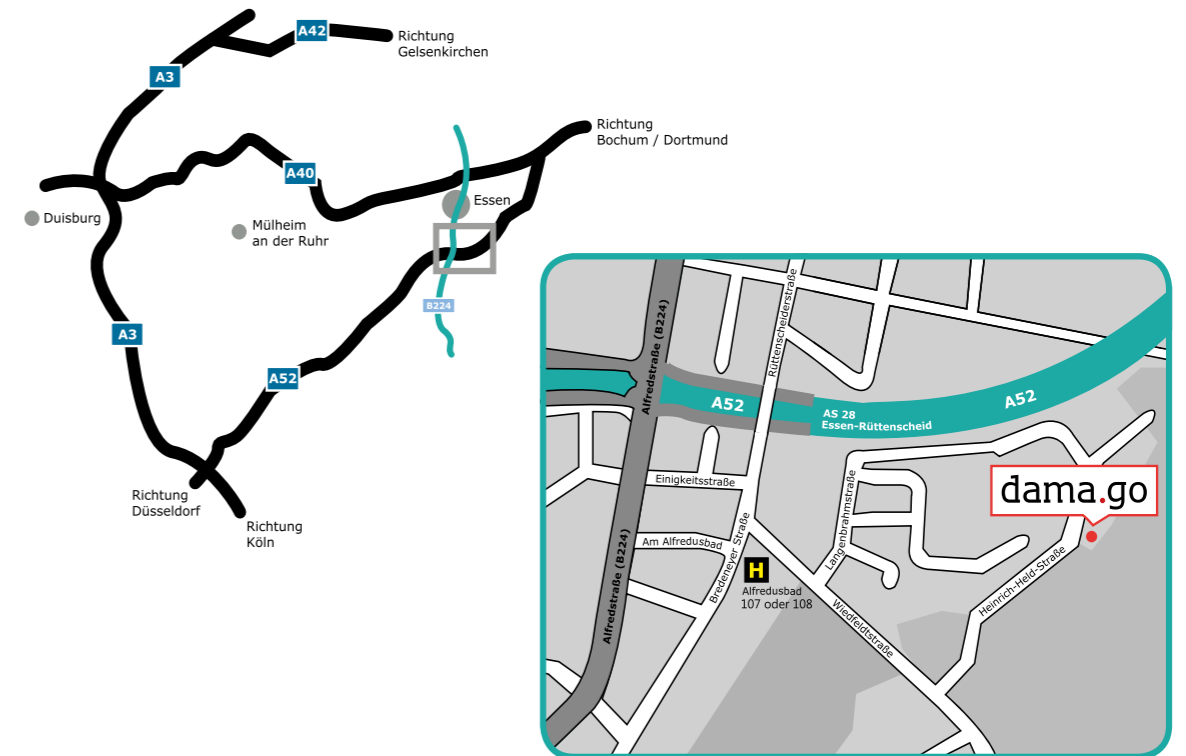 A42
Richtung
Gelsenkirchen
A3
Richtung
Bochum / Dortmund
A40
Essen
Duisburg
Mülheim
an der Ruhr
B224
A3
A52
Richtung
Düsseldorf
Richtung
Köln
Alfredstraße (B224)
Rüttenscheiderstraße
A52
AS 28
Essen-Rüttenscheid
A52
Einigkeitsstraße
Langenbrahmstraße
dama.go
Am Alfredusbad
Bredeneyer Straße
H
Alfredusbad
107 oder 108
Alfredstraße (B224)
Wiedfeldtstraße
Heinrich-Held-Straße